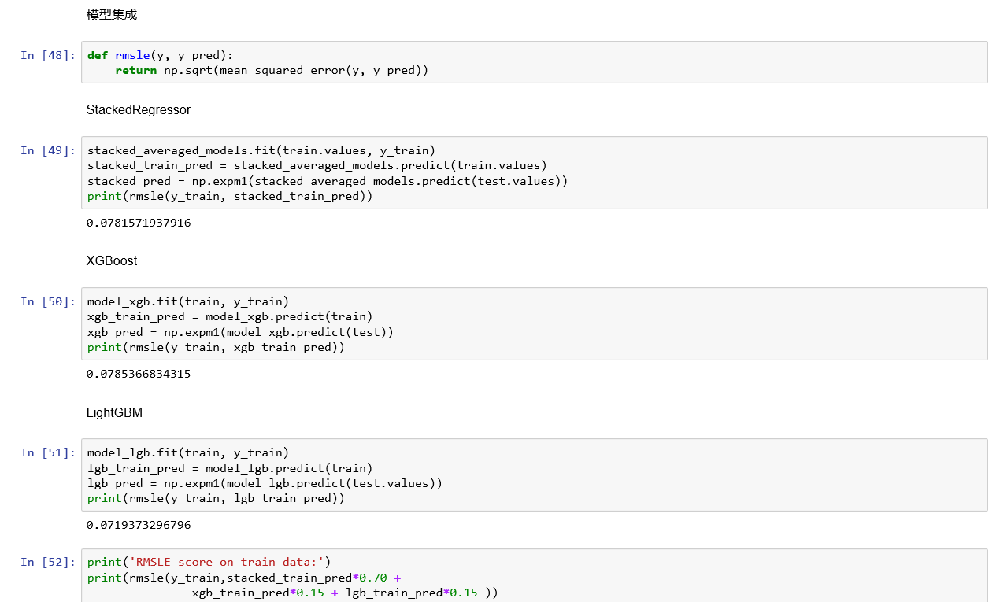 模型集成
In [48]: def rmsle(y, y_pred):
    return np.sqrt(mean_squared_error(y, y_pred))
StackedRegressor
In [49]: stacked_averaged_models.fit(train.values, y_train)
stacked_train_pred = stacked_averaged_models.predict(train.values)
stacked_pred = np.expm1(stacked_averaged_models.predict(test.values))
print(rmsle(y_train, stacked_train_pred))
0.0781571937916
XGBoost
In [50]: model_xgb.fit(train, y_train)
xgb_train_pred = model_xgb.predict(train)
xgb_pred = np.expm1(model_xgb.predict(test))
print(rmsle(y_train, xgb_train_pred))
0.0785366834315
LightGBM
In [51]: model_lgb.fit(train, y_train)
lgb_train_pred = model_lgb.predict(train)
lgb_pred = np.expm1(model_lgb.predict(test.values))
print(rmsle(y_train, lgb_train_pred))
0.0719373296796
In [52]: print('RMSLE score on train data:')
print(rmsle(y_train,stacked_train_pred*0.70 +
               xgb_train_pred*0.15 + lgb_train_pred*0.15 ))